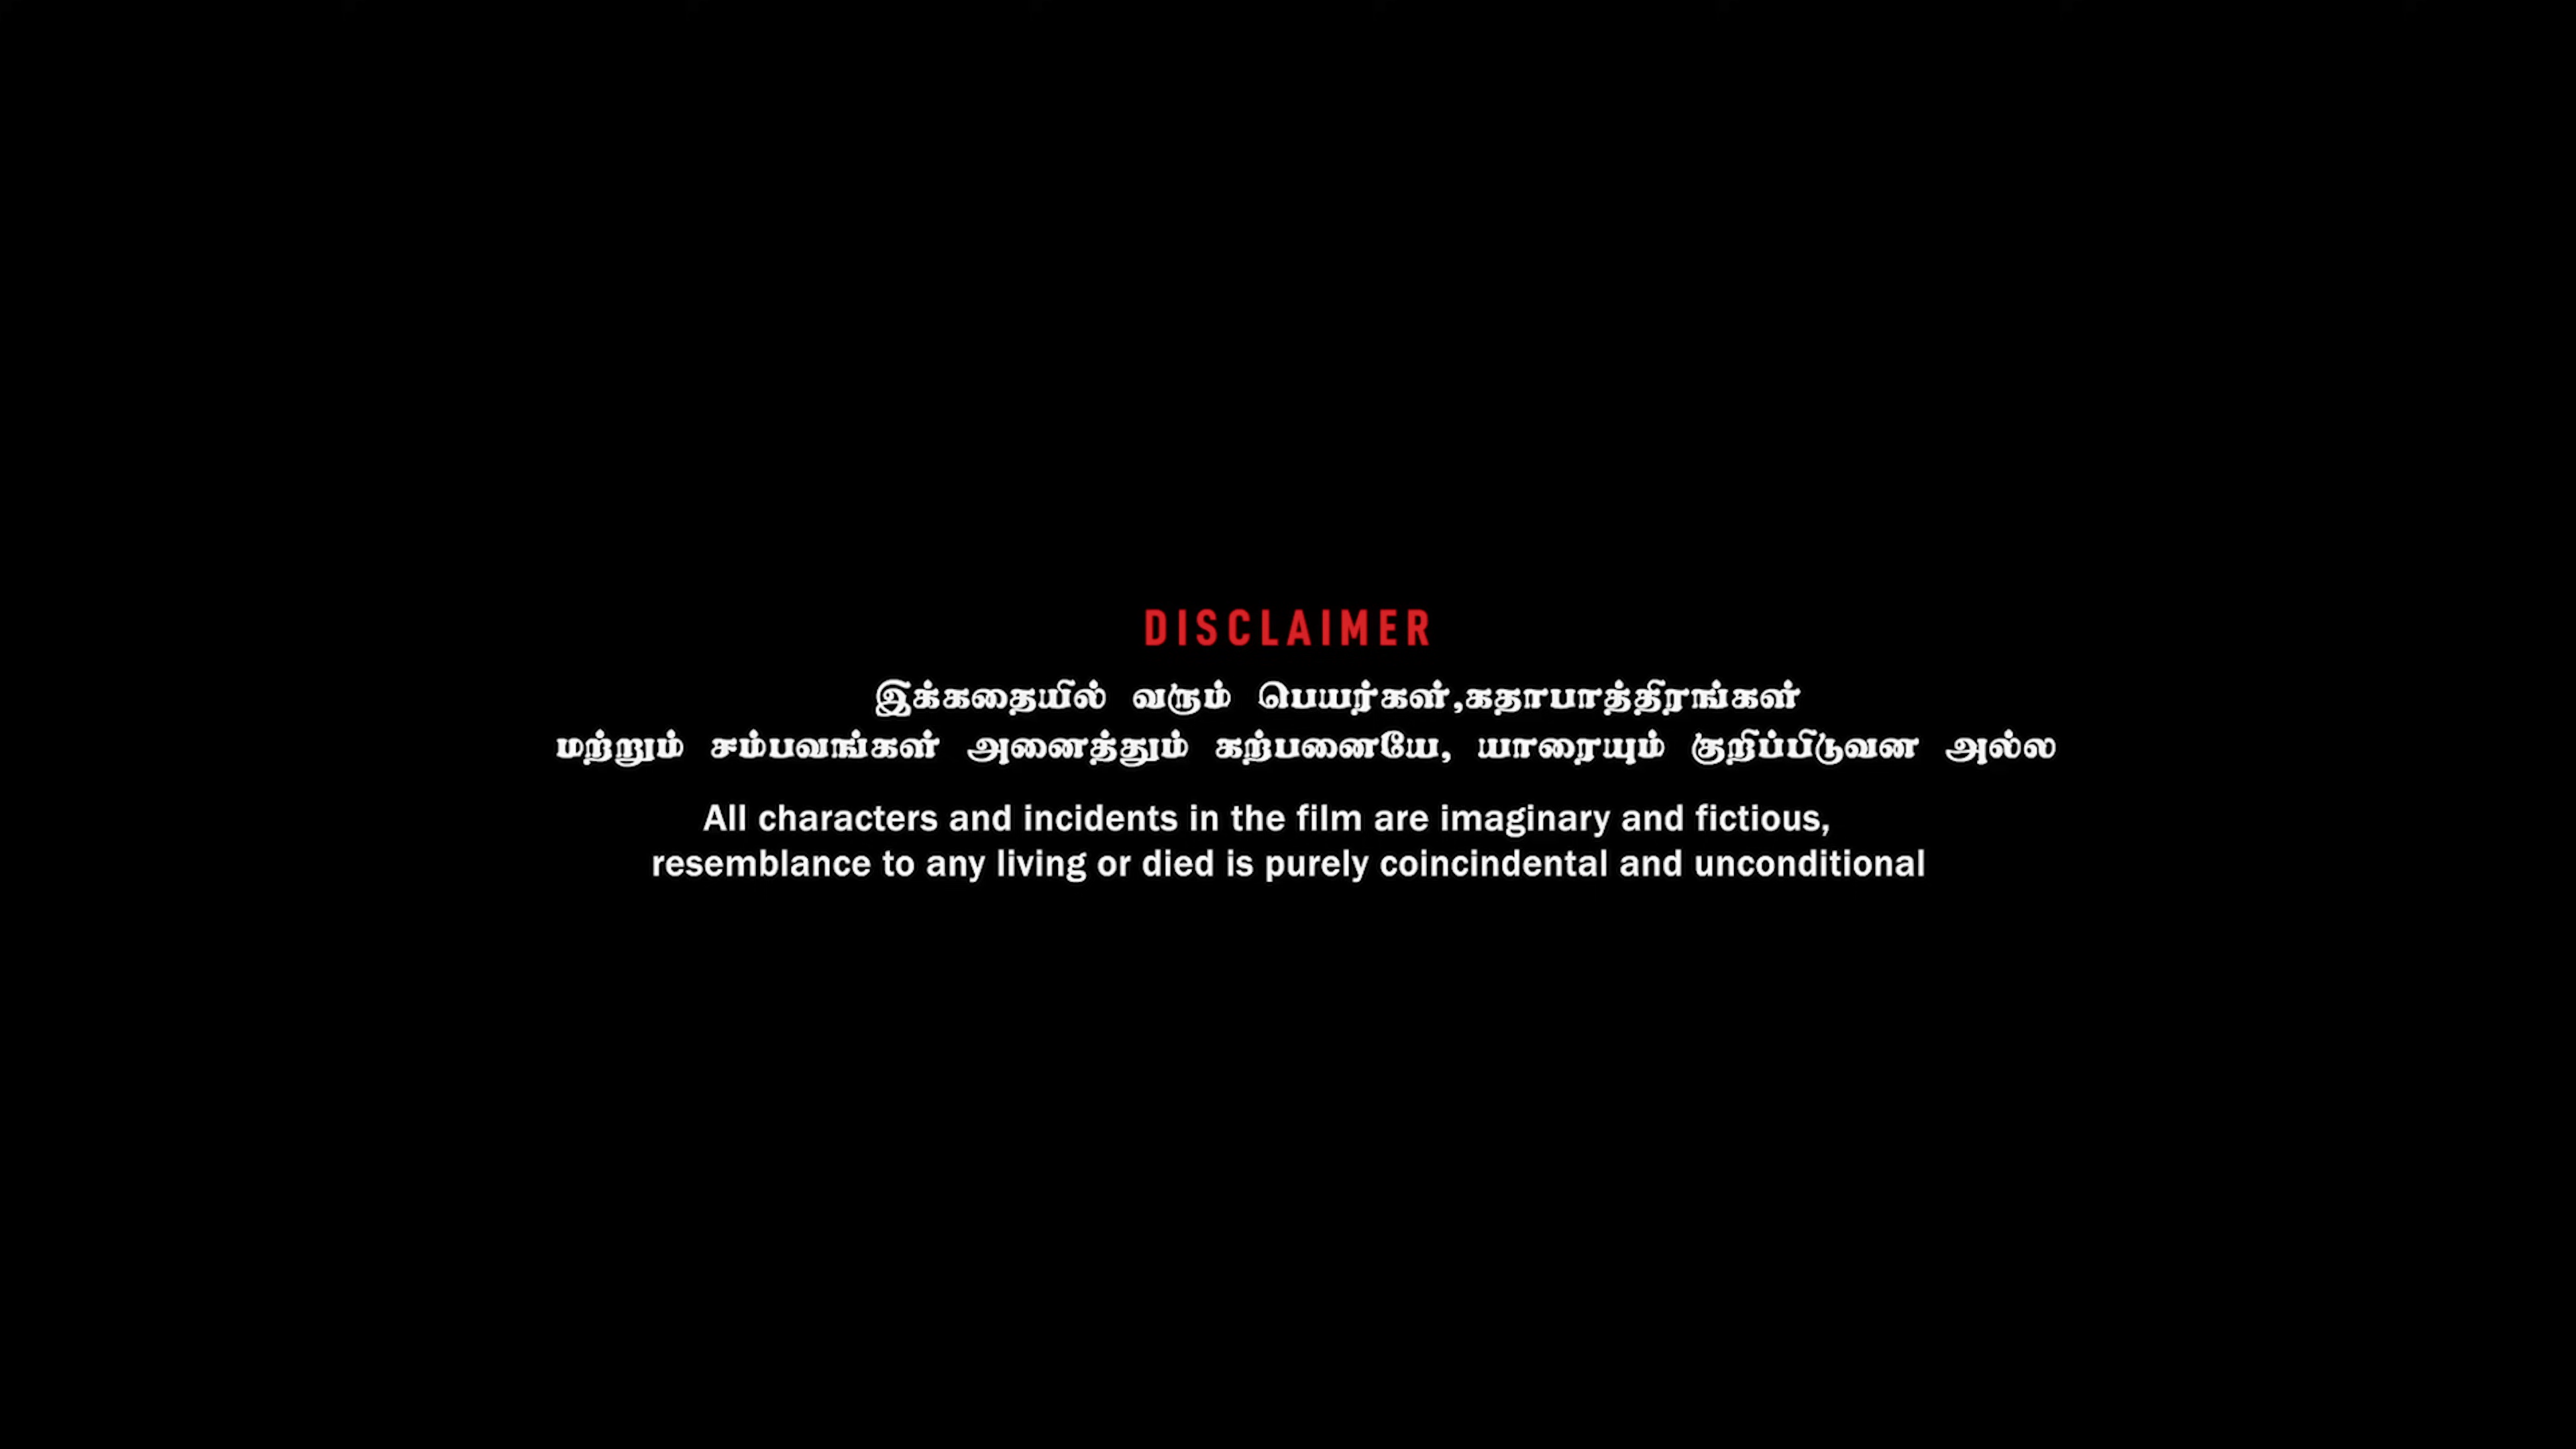 DISCLAIMER
இக்கதையில் வரும் பெயர்கள்,கதாபாத்திரங்கள்
மற்றும் சம்பவங்கள் அனைத்தும் கற்பனையே, யாரையும் குறிப்பிடுவன அல்ல
All characters and incidents in the film are imaginary and fictious,
resemblance to any living or died is purely coincindental and unconditional